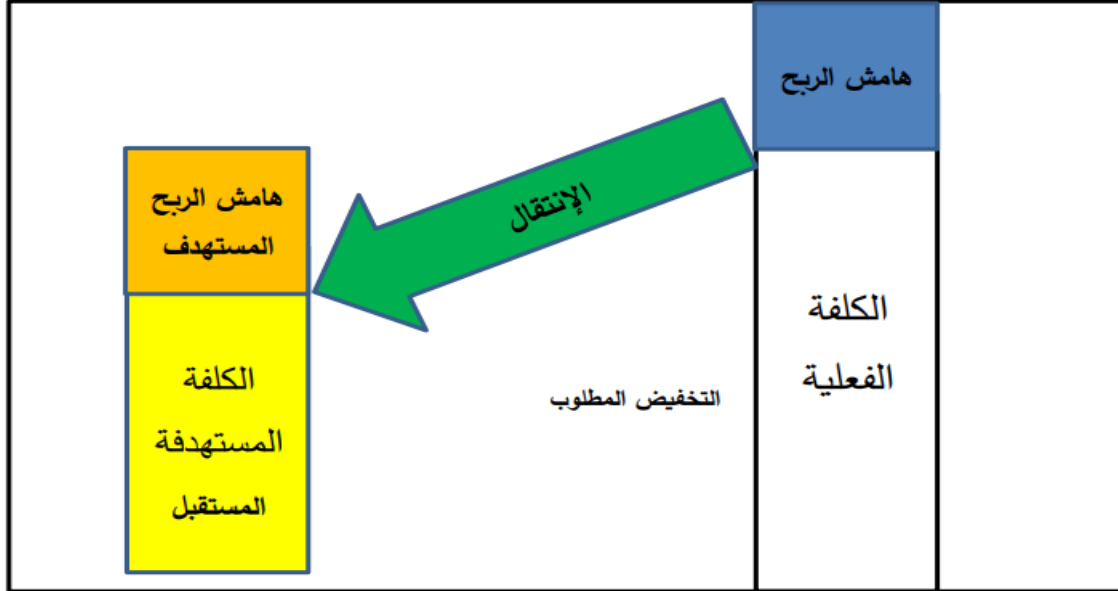 هامش الربح
الكلفة
الفعلية
الإنتقال
التخفيض المطلوب
هامش الربح
المستهدف
الكلفة
المستهدفة
المستقبل